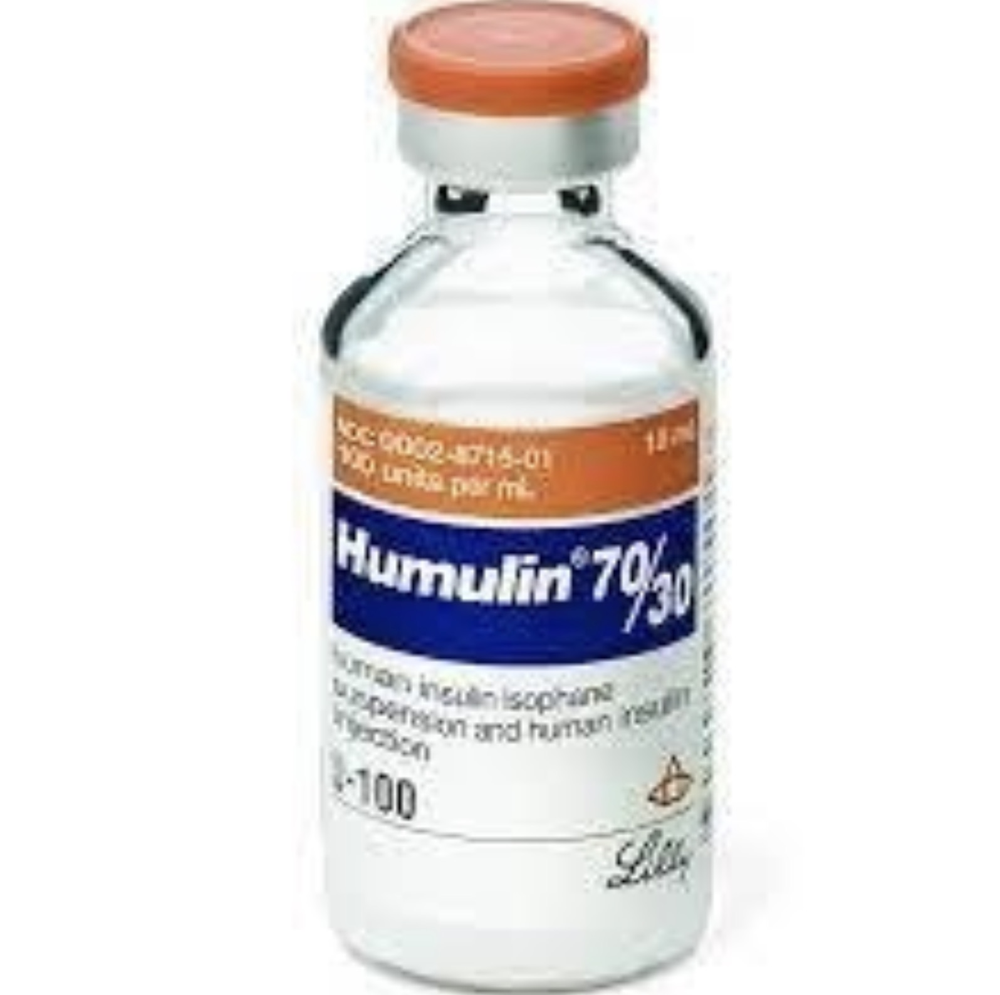 NDC 0002-8715-01
100 units per mL
Humulin® 70/30
human insulin isophane
suspension and human insulin
injection
-100
Lilly